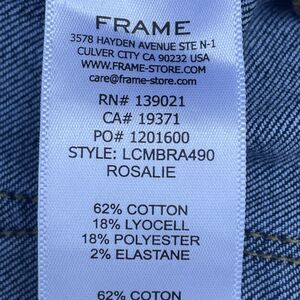 FRAME
3578 HAYDEN AVENUE STE N-1
CULVER CITY CA 90232 USA
WWW.FRAME-STORE.COM
care@frame-store.com
RN# 139021
CA# 19371
PO# 1201600
STYLE: LCMBRA490
ROSALIE
62% COTTON
18% LYOCELL
18% POLYESTER
2% ELASTANE
62% COTON